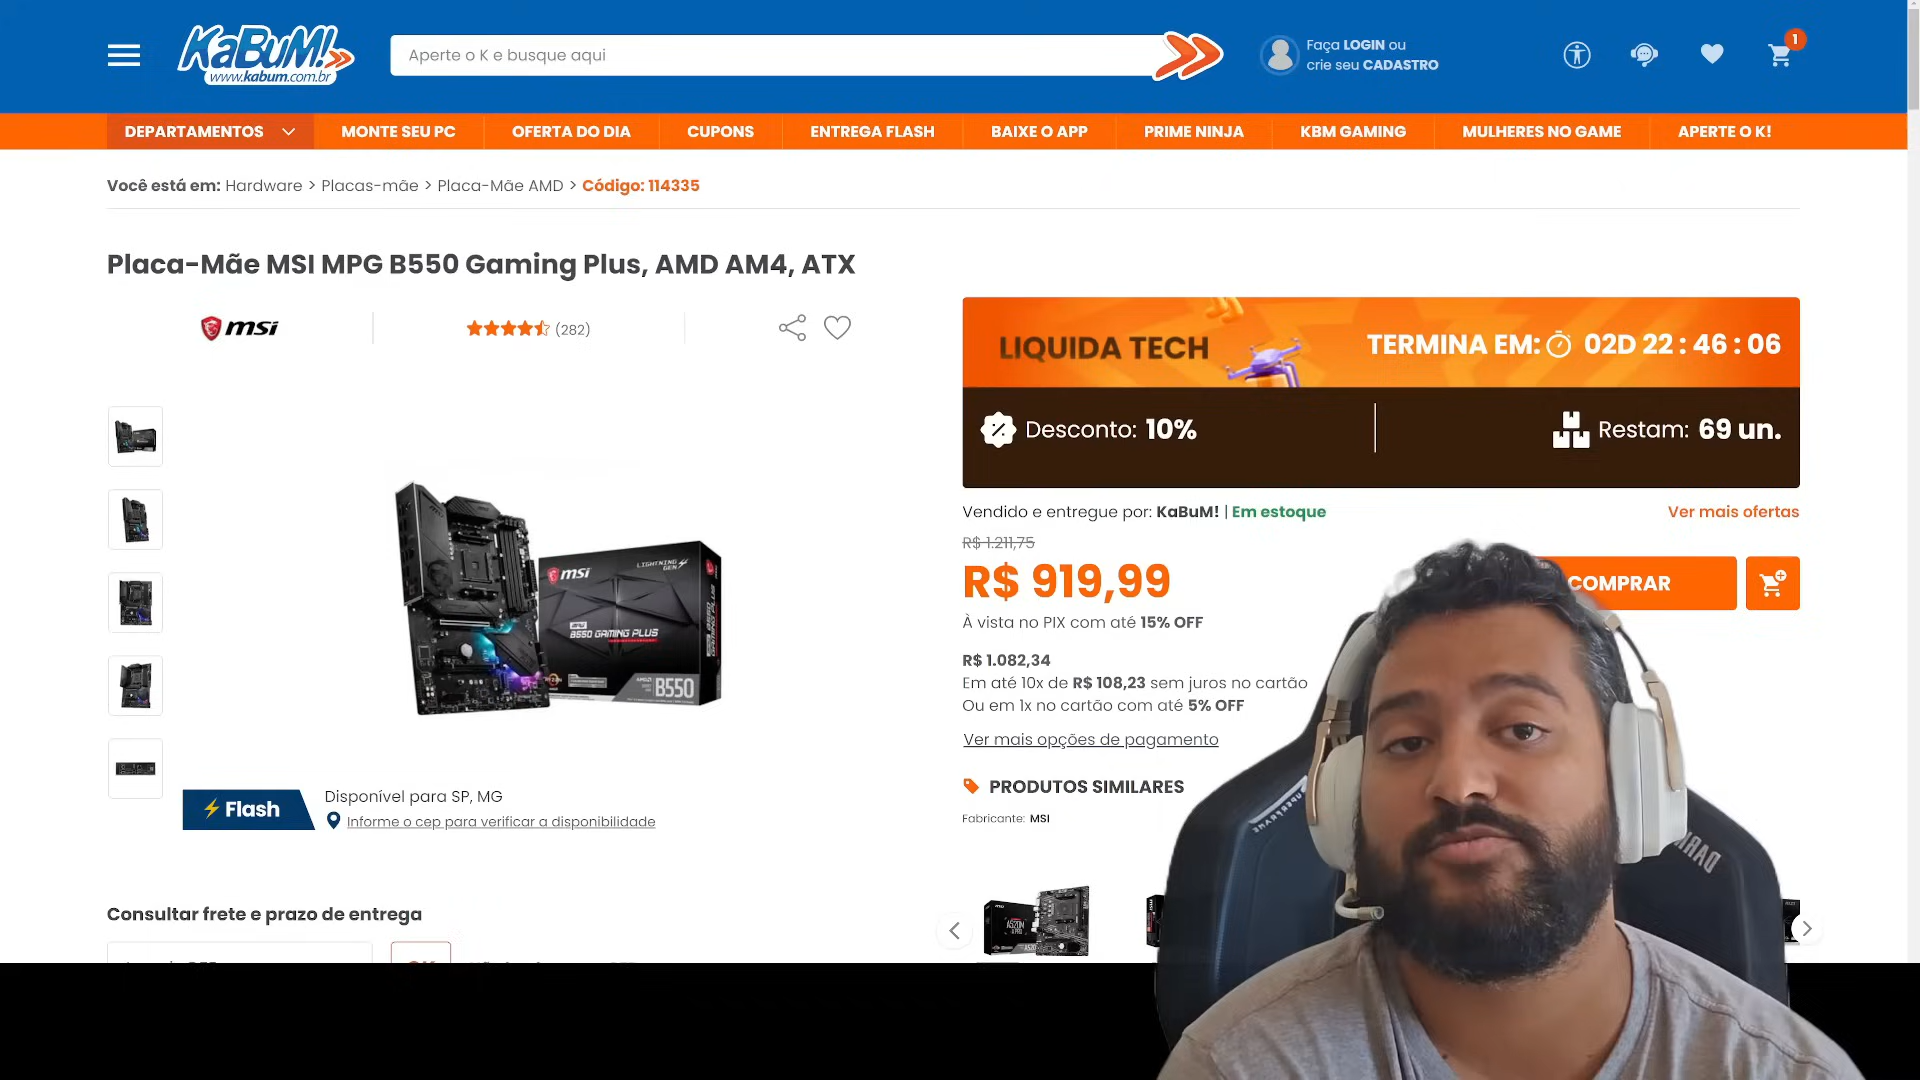 KaBuM!
www.kabum.com.br
Aperte o K e busque aqui
Faça LOGIN ou
crie seu CADASTRO
1
DEPARTAMENTOS
MONTE SEU PC
OFERTA DO DIA
CUPONS
ENTREGA FLASH
BAIXE O APP
PRIME NINJA
KBM GAMING
MULHERES NO GAME
APERTE O K!
Você está em: Hardware > Placas-mãe > Placa-Mãe AMD > Código: 114335
Placa-Mãe MSI MPG B550 Gaming Plus, AMD AM4, ATX
msi
(282)
LIQUIDA TECH
TERMINA EM: 02D 22 : 46 : 06
Desconto: 10%
Restam: 69 un.
Vendido e entregue por: KaBuM! | Em estoque
Ver mais ofertas
R$ 1.211,75
R$ 919,99
COMPRAR
À vista no PIX com até 15% OFF
R$ 1.082,34
Em até 10x de R$ 108,23 sem juros no cartão
Ou em 1x no cartão com até 5% OFF
Ver mais opções de pagamento
PRODUTOS SIMILARES
Fabricante: MSI
msi
LIGHTNING
GEN
B550 GAMING PLUS
B550
Flash
Disponível para SP, MG
Informe o cep para verificar a disponibilidade
Consultar frete e prazo de entrega
SUPERFRAME
DARK